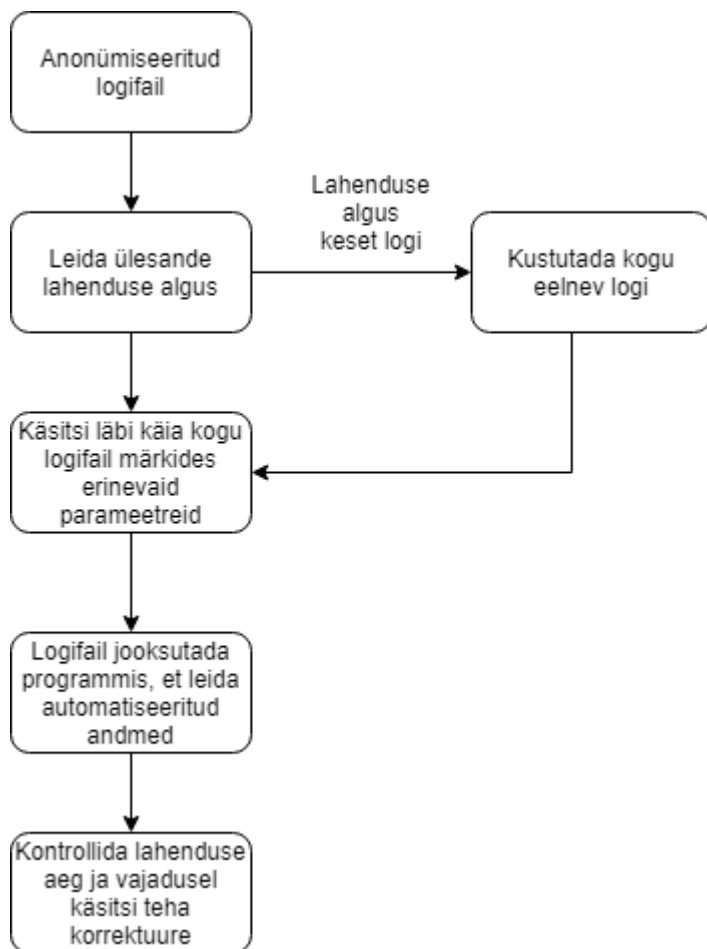 Anonümiseeritud
logifail
Leida ülesande
lahenduse algus
Lahenduse
algus
keset logi
Kustutada kogu
eelnev logi
Käsitsi läbi käia kogu
logifail märkides
erinevaid
parameetreid
Logifail jooksutada
programmis, et leida
automatiseeritud
andmed
Kontrollida lahenduse
aeg ja vajadusel
käsitsi teha
korrektuure